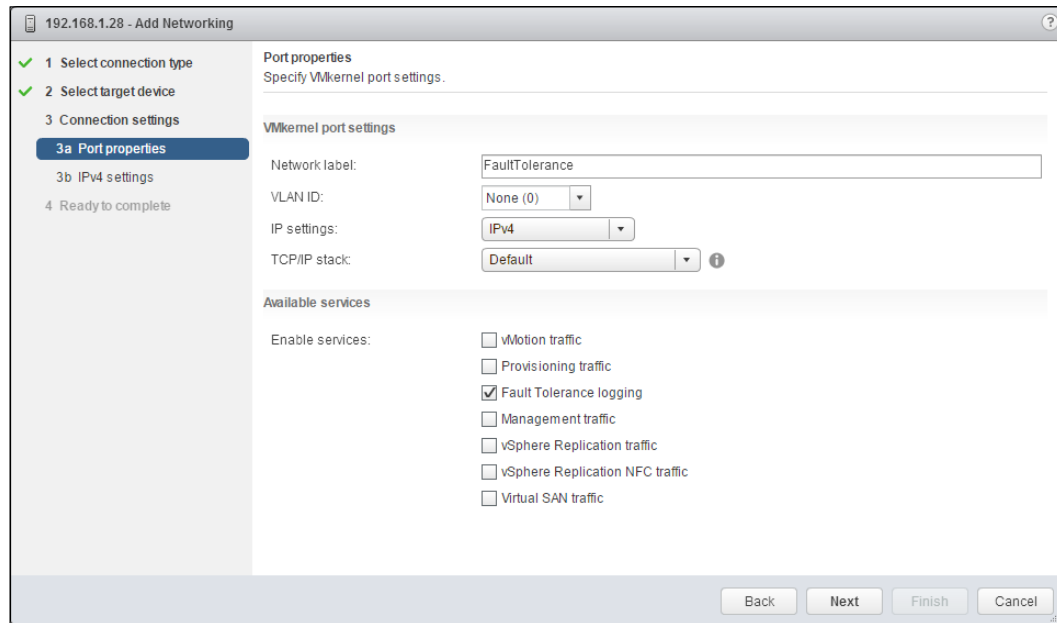 192.168.1.28 - Add Networking
?
1 Select connection type
2 Select target device
3 Connection settings
3a Port properties
3b IPv4 settings
4 Ready to complete
Port properties
Specify VMkernel port settings.
VMkernel port settings
Network label: FaultTolerance
VLAN ID: None (0)
IP settings: IPv4
TCP/IP stack: Default
Available services
Enable services: vMotion traffic
Provisioning traffic
Fault Tolerance logging
Management traffic
vSphere Replication traffic
vSphere Replication NFC traffic
Virtual SAN traffic
Back Next Finish Cancel